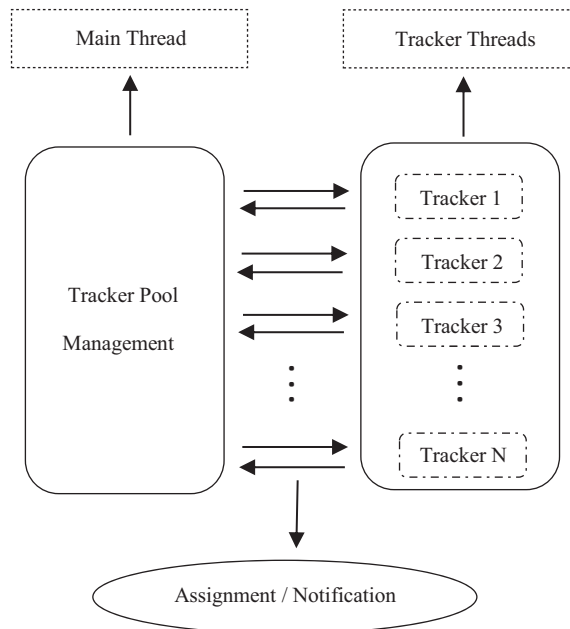 Main Thread
Tracker Threads
Tracker Pool
Management
Tracker 1
Tracker 2
Tracker 3
Tracker N
Assignment / Notification